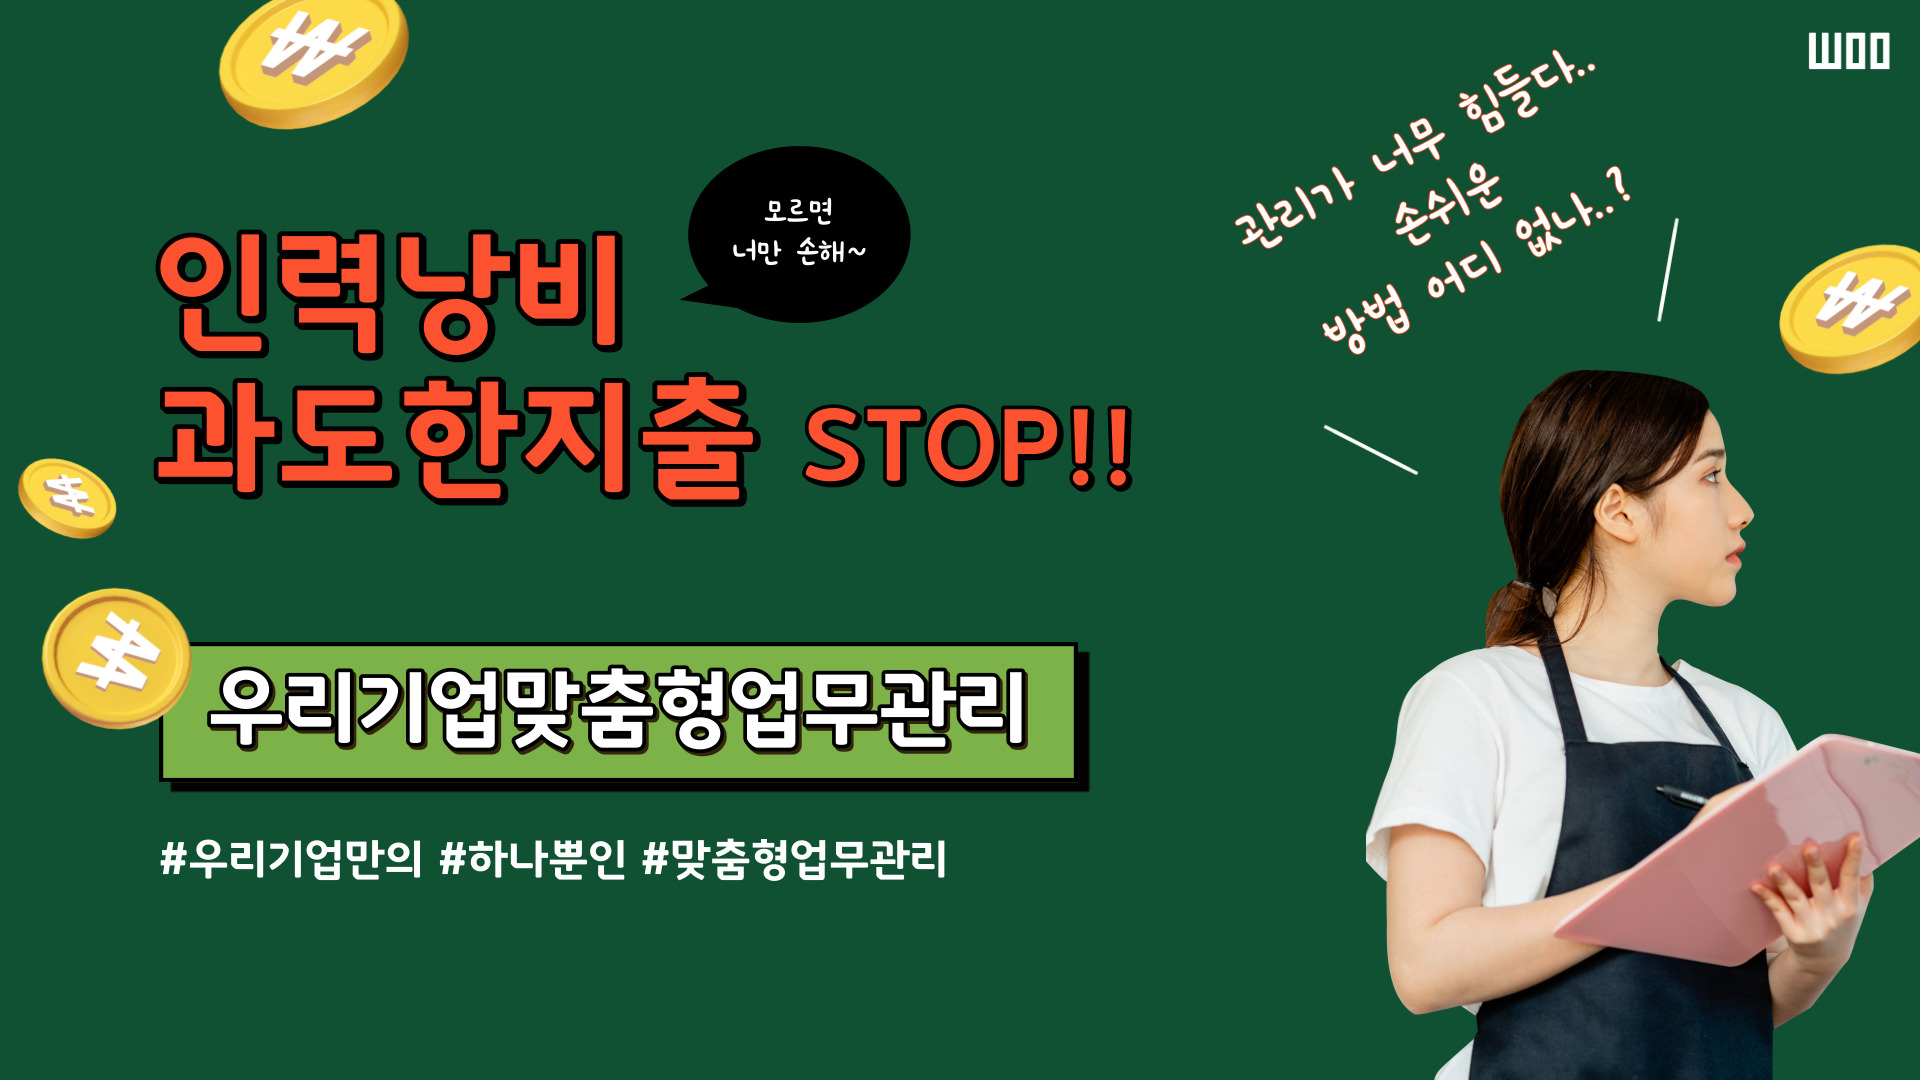 WOO
관리가 너무 힘들다..
손쉬운
방법 어디 없나..?
모르면
너만 손해~
인력낭비
과도한지출 STOP!!
우리기업맞춤형업무관리
#우리기업만의 #하나뿐인 #맞춤형업무관리